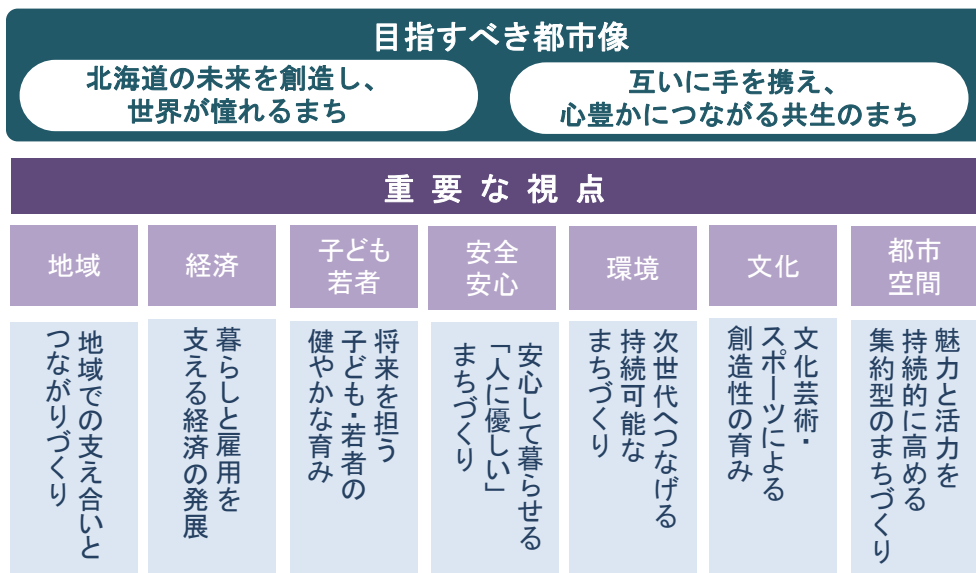 目指すべき都市像
北海道の未来を創造し、
世界が憧れるまち
互いに手を携え、
心豊かにつながる共生のまち
重要な視点
地域
地域での支え合いと
つながりづくり
経済
暮らしと雇用を
支える経済の発展
子ども
若者
将来を担う
子ども・若者の
健やかな育み
安全
安心
安心して暮らせる
「人に優しい」
まちづくり
環境
次世代へつなげる
持続可能な
まちづくり
文化
文化芸術・
スポーツによる
創造性の育み
都市
空間
魅力と活力を
持続的に高める
集約型のまちづくり